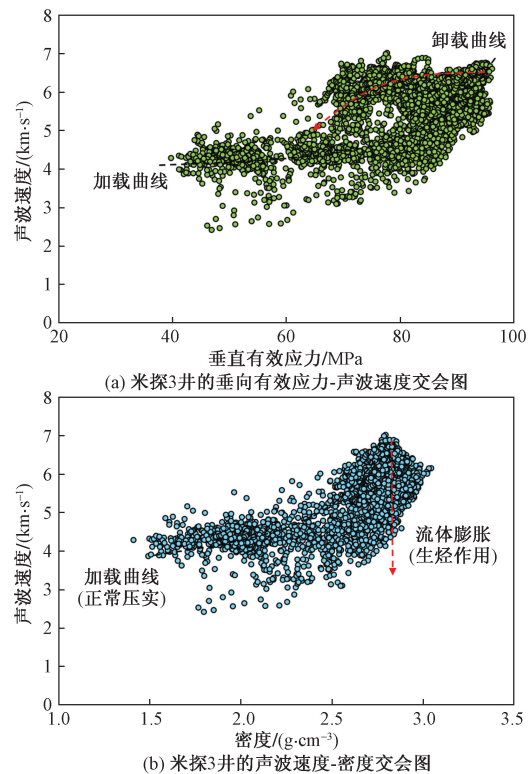 8
7
6
5
4
3
2
1
0
声波速度/(km·s⁻¹)
卸载曲线
加载曲线
20 40 60 80 100
垂直有效应力/MPa
(a) 米探3井的垂向有效应力-声波速度交会图
8
7
6
5
4
3
2
1
0
声波速度/(km·s⁻¹)
加载曲线
(正常压实)
流体膨胀
(生烃作用)
1.0 1.5 2.0 2.5 3.0 3.5
密度/(g·cm⁻³)
(b) 米探3井的声波速度-密度交会图